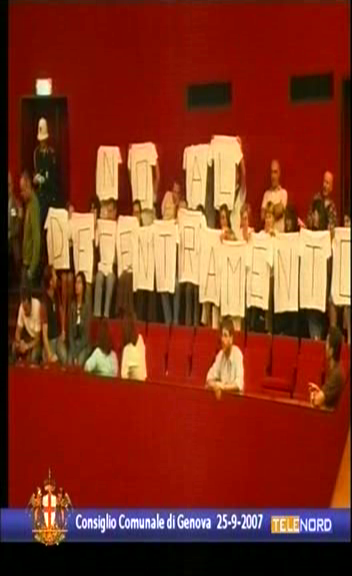 NO AL
DECENTRAMENTO
Consiglio Comunale di Genova 25-9-2007 TELENORD